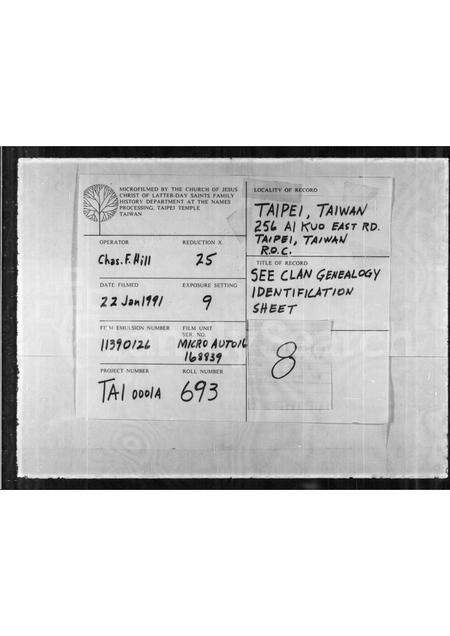 MICROFILMED BY THE CHURCH OF JESUS
CHRIST OF LATTER-DAY SAINTS FAMILY
HISTORY DEPARTMENT AT THE NAMES
PROCESSING, TAIPEI TEMPLE
TAIWAN
OPERATOR REDUCTION X
Chas. F. Hill 25
DATE FILMED EXPOSURE SETTING
22 Jan 1991 9
FILM EMULSION NUMBER FILM UNIT
SER. NO.
11390126 MICRO AUTO16
168839
PROJECT NUMBER ROLL NUMBER
TAI 0001A 693
LOCALITY OF RECORD
TAIPEI, TAIWAN
256 AI KUO EAST RD.
TAIPEI, TAIWAN
R.O.C.
TITLE OF RECORD
SEE CLAN GENEALOGY
IDENTIFICATION
SHEET
8